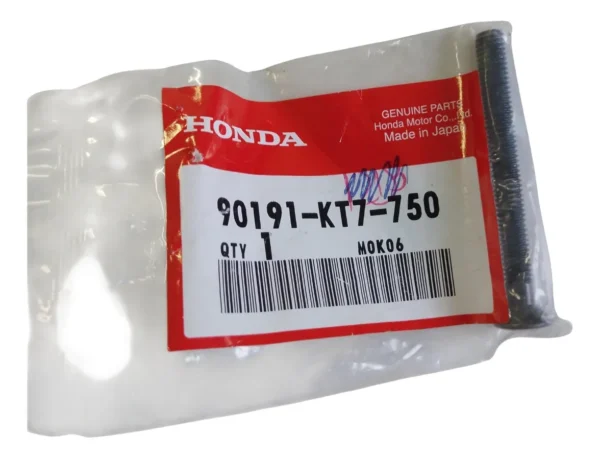 HONDA
GENUINE PARTS
Honda Motor Co.,Ltd.
Made in Japan
90191-KT7-750
QTY 1 MOK06